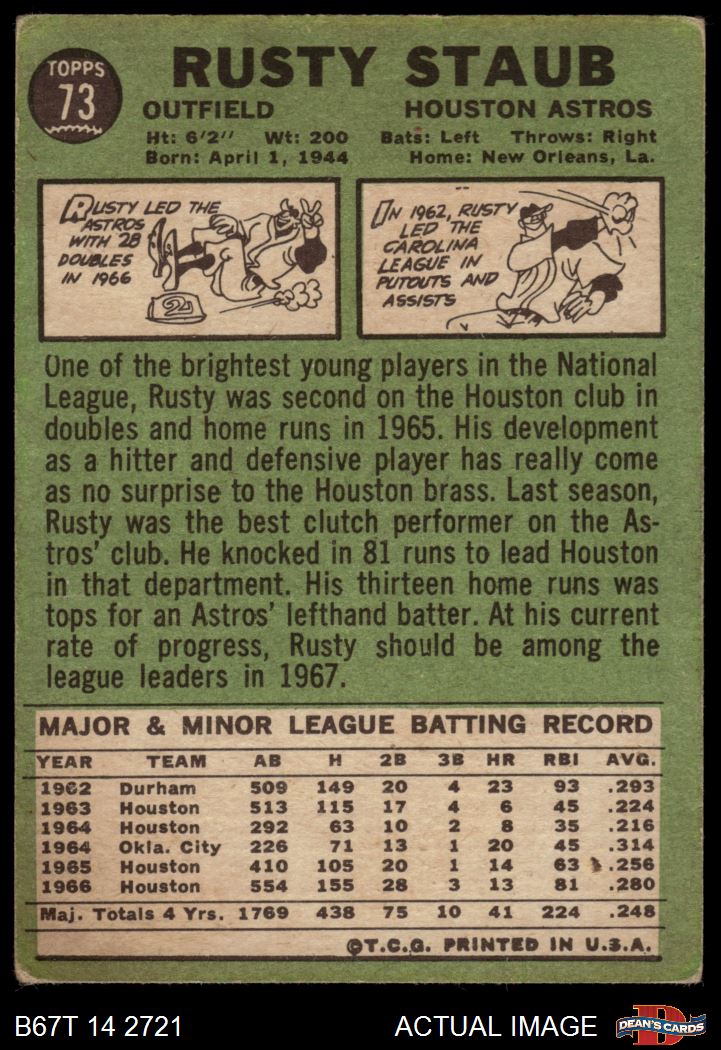 TOPPS
73
RUSTY STAUB
OUTFIELD HOUSTON ASTROS
Ht: 6'2'' Wt: 200 Bats: Left Throws: Right
Born: April 1, 1944 Home: New Orleans, La.
RUSTY LED THE
ASTROS
WITH 28
DOUBLES
IN 1966
2
IN 1962, RUSTY
LED THE
CAROLINA
LEAGUE IN
PUTOUTS AND
ASSISTS
One of the brightest young players in the National
League, Rusty was second on the Houston club in
doubles and home runs in 1965. His development
as a hitter and defensive player has really come
as no surprise to the Houston brass. Last season,
Rusty was the best clutch performer on the As-
tros' club. He knocked in 81 runs to lead Houston
in that department. His thirteen home runs was
tops for an Astros' lefthand batter. At his current
rate of progress, Rusty should be among the
league leaders in 1967.
MAJOR & MINOR LEAGUE BATTING RECORD
YEAR TEAM AB H 2B 3B HR RBI AVG.
1962 Durham 509 149 20 4 23 93 .293
1963 Houston 513 115 17 4 6 45 .224
1964 Houston 292 63 10 2 8 35 .216
1964 Okla. City 226 71 13 1 20 45 .314
1965 Houston 410 105 20 1 14 63 .256
1966 Houston 554 155 28 3 13 81 .280
Maj. Totals 4 Yrs. 1769 438 75 10 41 224 .248
©T.C.G. PRINTED IN U.S.A.
B67T 14 2721 ACTUAL IMAGE DEAN'S CARDS